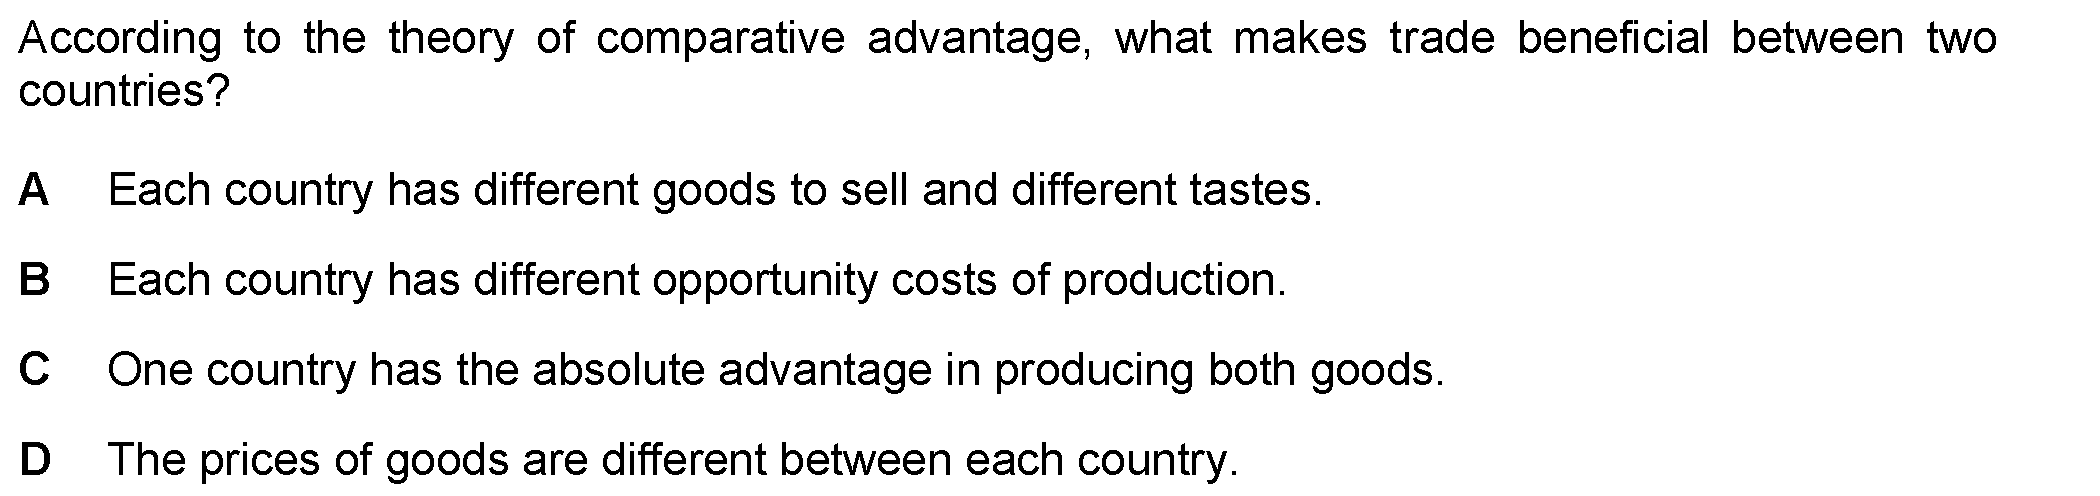 According to the theory of comparative advantage, what makes trade beneficial between two
countries?
A Each country has different goods to sell and different tastes.
B Each country has different opportunity costs of production.
C One country has the absolute advantage in producing both goods.
D The prices of goods are different between each country.